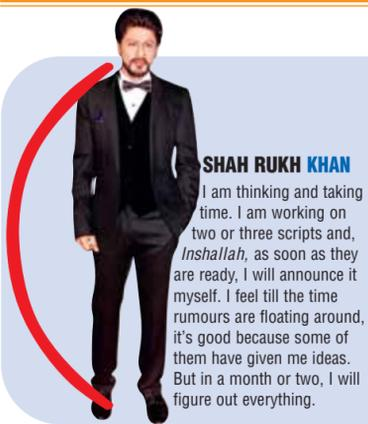 SHAH RUKH KHAN
I am thinking and taking
time. I am working on
two or three scripts and,
Inshallah, as soon as they
are ready, I will announce it
myself. I feel till the time
rumours are floating around,
it’s good because some of
them have given me ideas.
But in a month or two, I will
figure out everything.